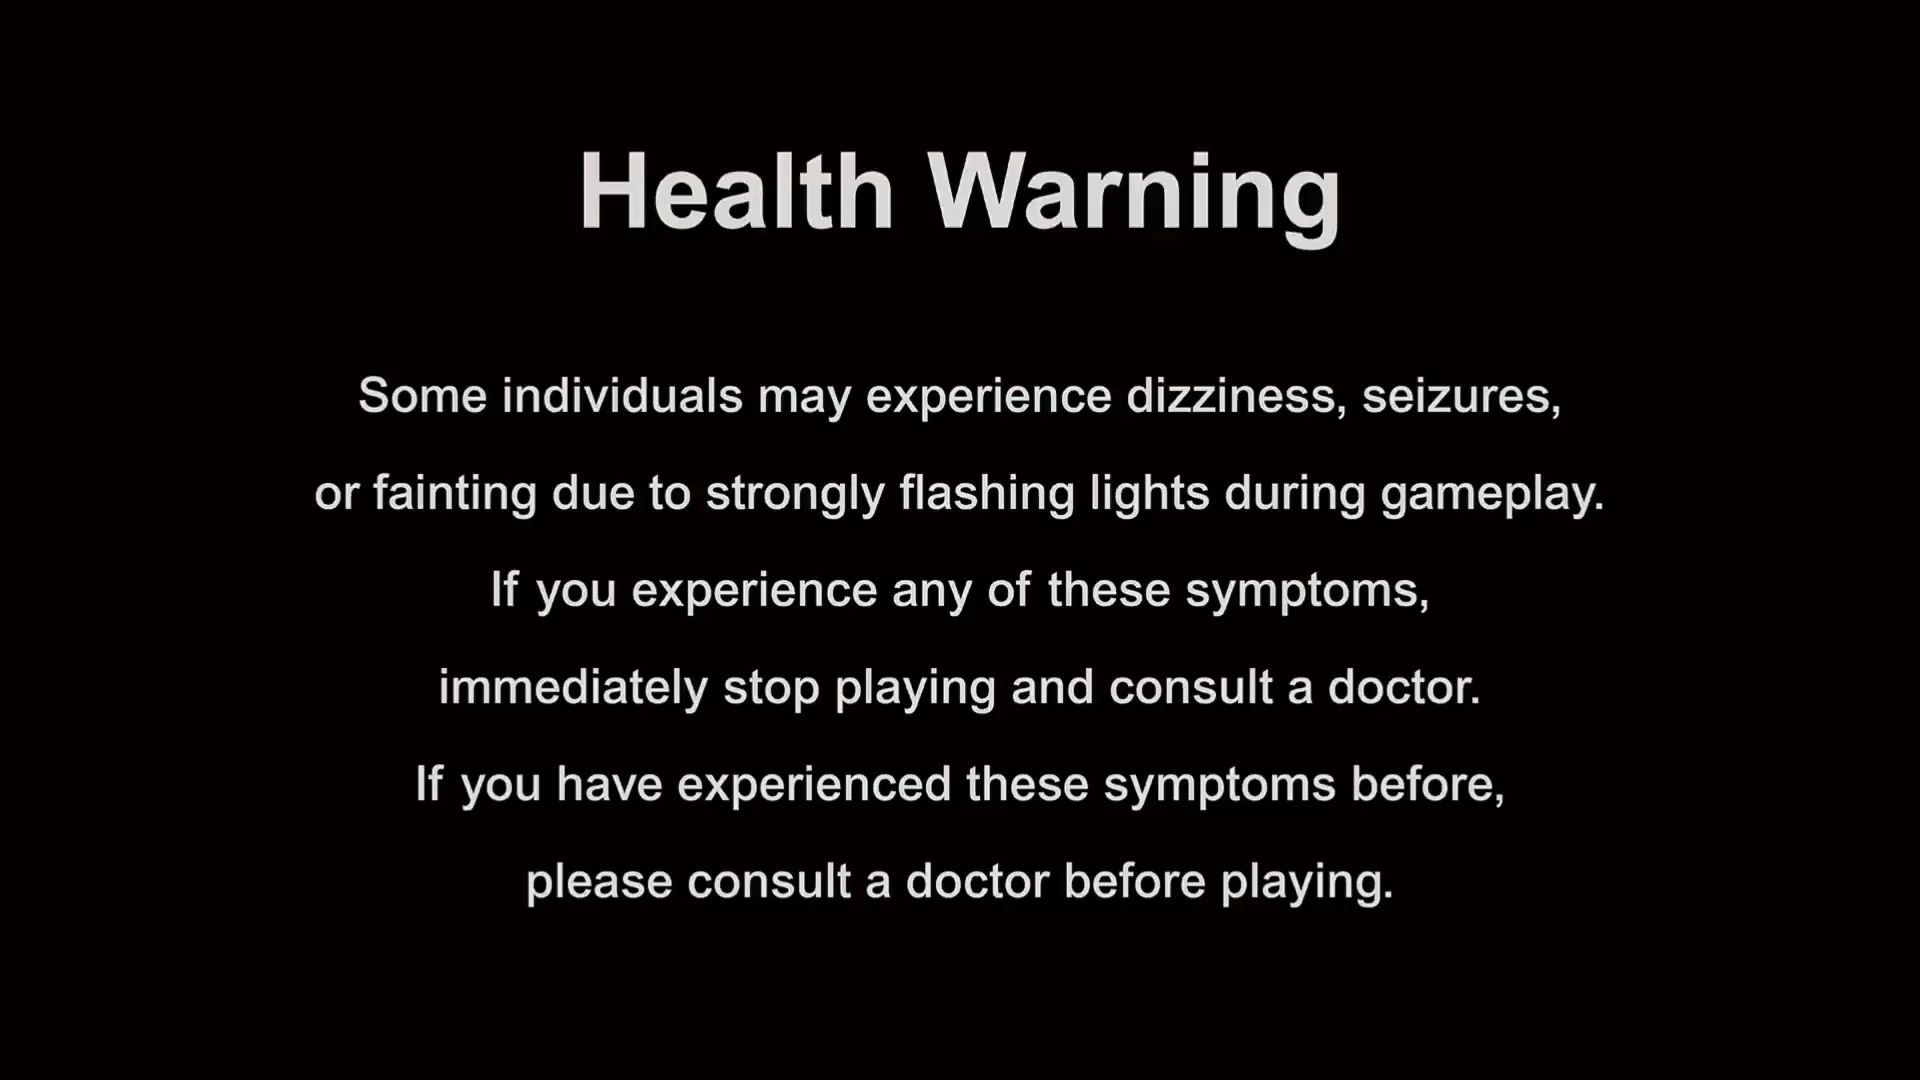 Health Warning
Some individuals may experience dizziness, seizures,
or fainting due to strongly flashing lights during gameplay.
If you experience any of these symptoms,
immediately stop playing and consult a doctor.
If you have experienced these symptoms before,
please consult a doctor before playing.